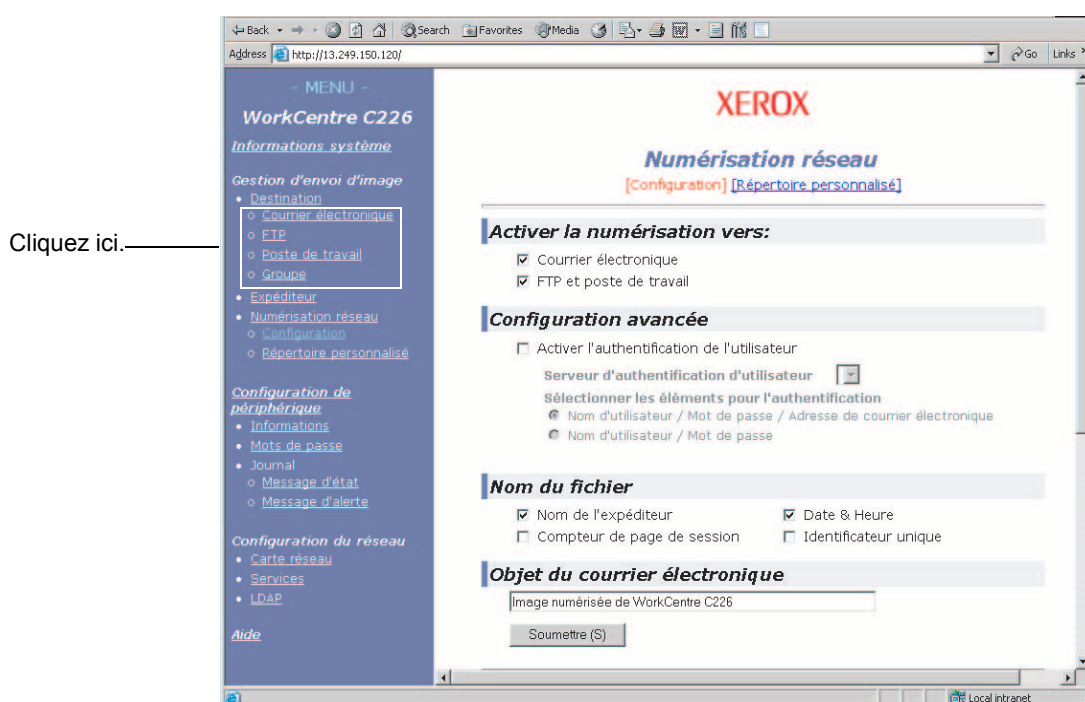 Back Search Favorites Media
Address http://13.249.150.120/ Go Links
- MENU -
WorkCentre C226
Informations système
Gestion d'envoi d'image
Destination
Courrier électronique
FTP
Poste de travail
Groupe
Expéditeur
Numérisation réseau
Configuration
Répertoire personnalisé
Configuration de
périphérique
Informations
Mots de passe
Journal
Message d'état
Message d'alerte
Configuration du réseau
Carte réseau
Services
LDAP
Aide
Cliquez ici.
XEROX
Numérisation réseau
[Configuration] [Répertoire personnalisé]
Activer la numérisation vers:
Courrier électronique
FTP et poste de travail
Configuration avancée
Activer l'authentification de l'utilisateur
Serveur d'authentification d'utilisateur
Sélectionner les éléments pour l'authentification
Nom d'utilisateur / Mot de passe / Adresse de courrier électronique
Nom d'utilisateur / Mot de passe
Nom du fichier
Nom de l'expéditeur Date & Heure
Compteur de page de session Identificateur unique
Objet du courrier électronique
Image numérisée de WorkCentre C226
Soumettre (S)
Local intranet